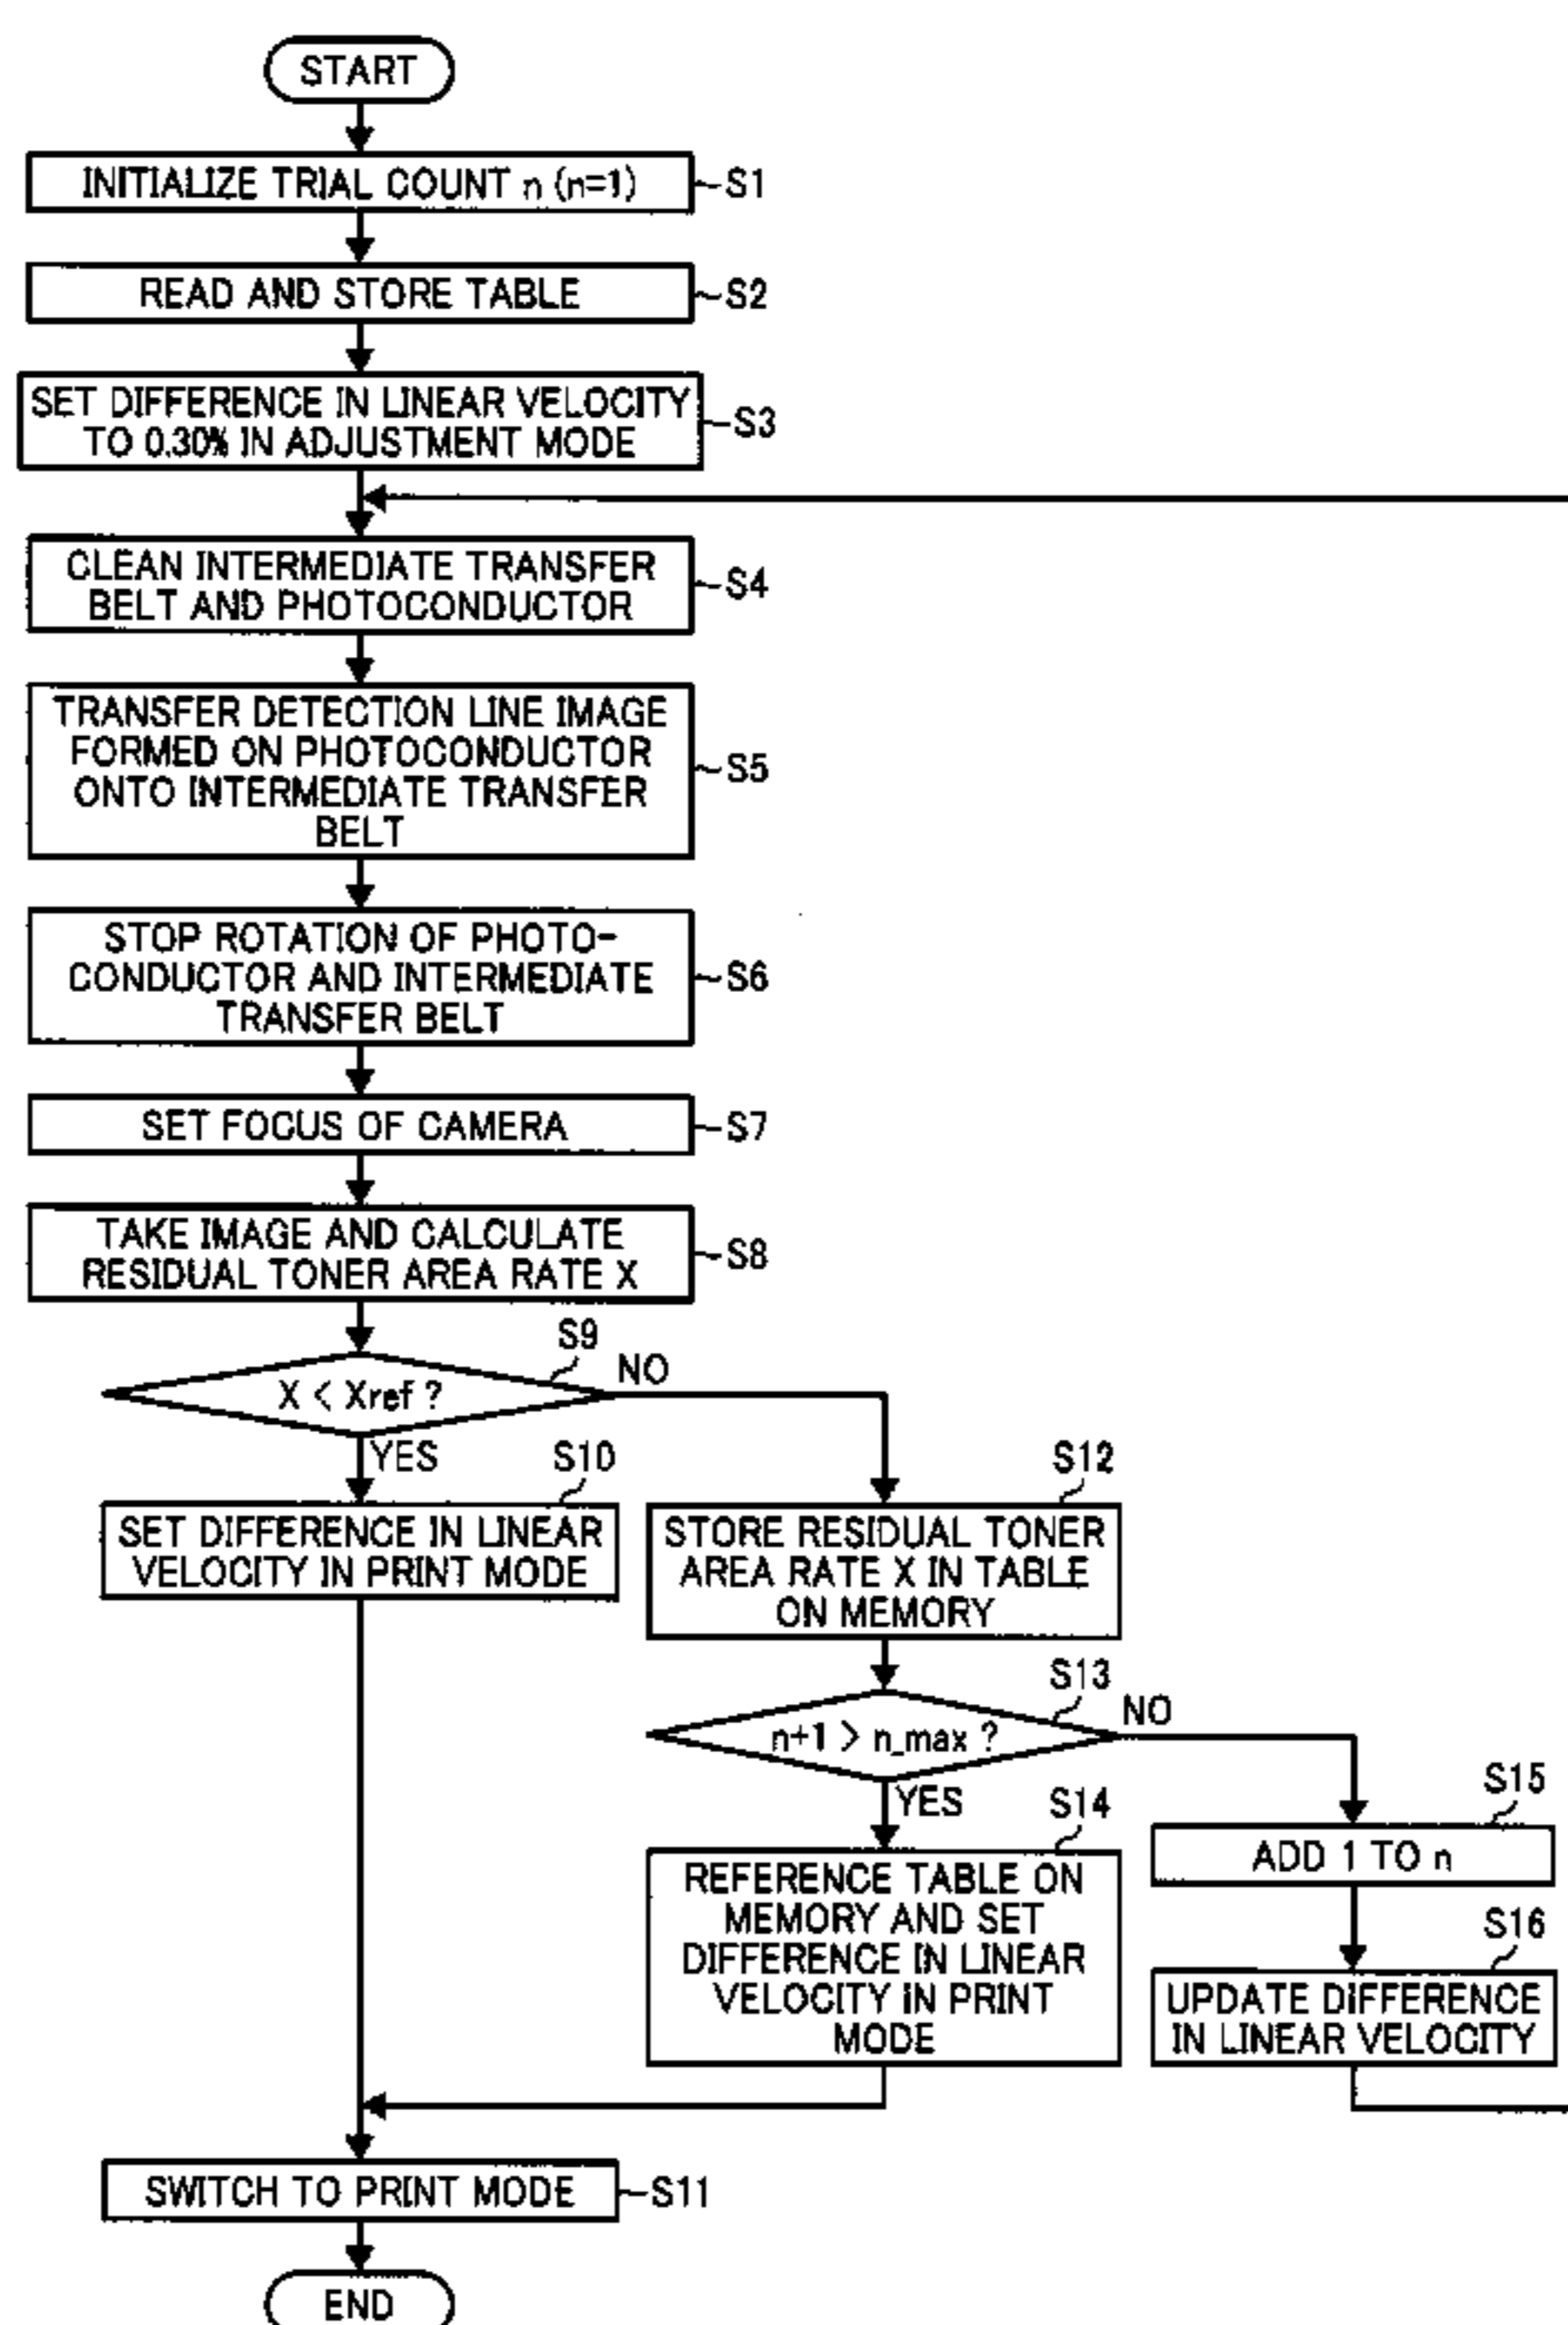 START
INITIALIZE TRIAL COUNT n (n=1)
S1
READ AND STORE TABLE
S2
SET DIFFERENCE IN LINEAR VELOCITY
TO 0.30% IN ADJUSTMENT MODE
S3
CLEAN INTERMEDIATE TRANSFER
BELT AND PHOTOCONDUCTOR
S4
TRANSFER DETECTION LINE IMAGE
FORMED ON PHOTOCONDUCTOR
ONTO INTERMEDIATE TRANSFER
BELT
S5
STOP ROTATION OF PHOTO-
CONDUCTOR AND INTERMEDIATE
TRANSFER BELT
S6
SET FOCUS OF CAMERA
S7
TAKE IMAGE AND CALCULATE
RESIDUAL TONER AREA RATE X
S8
S9
X < Xref ?
NO
YES
S10
SET DIFFERENCE IN LINEAR
VELOCITY IN PRINT MODE
S12
STORE RESIDUAL TONER
AREA RATE X IN TABLE
ON MEMORY
S13
n+1 > n_max ?
NO
YES
S14
REFERENCE TABLE ON
MEMORY AND SET
DIFFERENCE IN LINEAR
VELOCITY IN PRINT
MODE
S15
ADD 1 TO n
S16
UPDATE DIFFERENCE
IN LINEAR VELOCITY
SWITCH TO PRINT MODE
S11
END